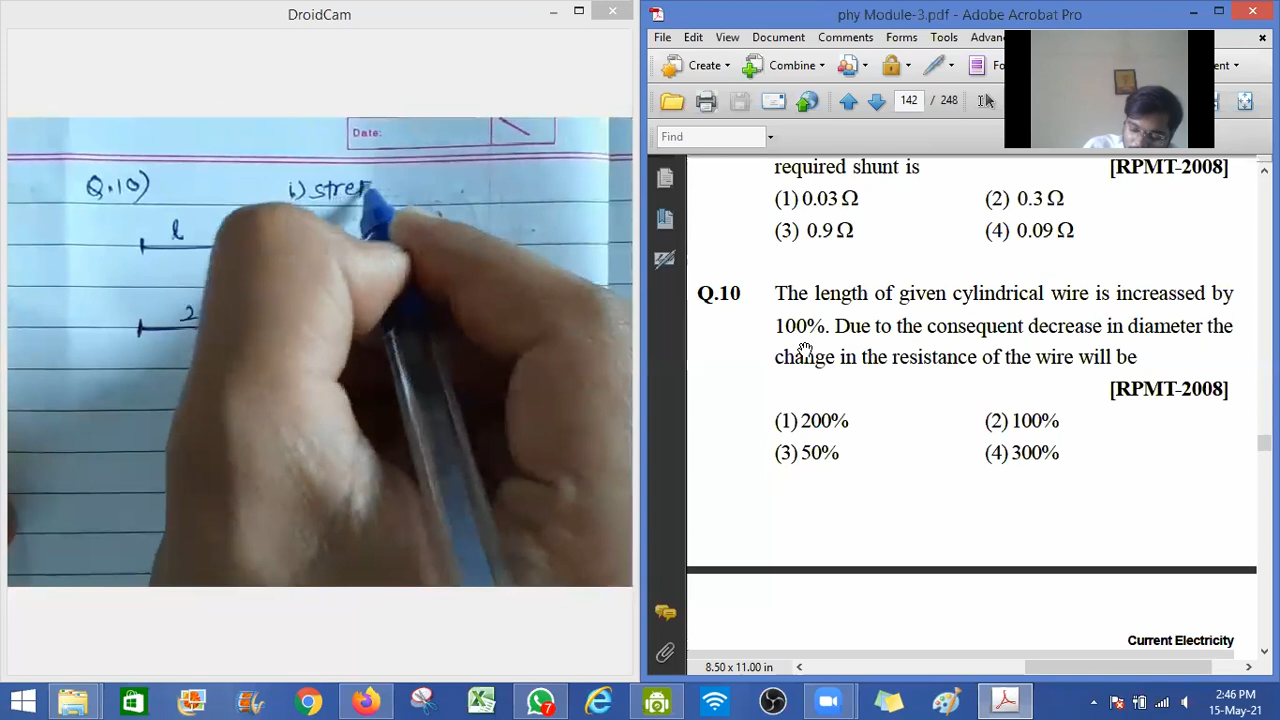 DroidCam
phy Module-3.pdf - Adobe Acrobat Pro
File Edit View Document Comments Forms Tools
Create
Combine
142 / 248
Find
Date:
Q.10)
i) stret
l
2
required shunt is [RPMT-2008]
(1) 0.03 Ω (2) 0.3 Ω
(3) 0.9 Ω (4) 0.09 Ω
Q.10 The length of given cylindrical wire is increassed by
100%. Due to the consequent decrease in diameter the
change in the resistance of the wire will be
[RPMT-2008]
(1) 200% (2) 100%
(3) 50% (4) 300%
Current Electricity
8.50 x 11.00 in
7
2:46 PM
15-May-21